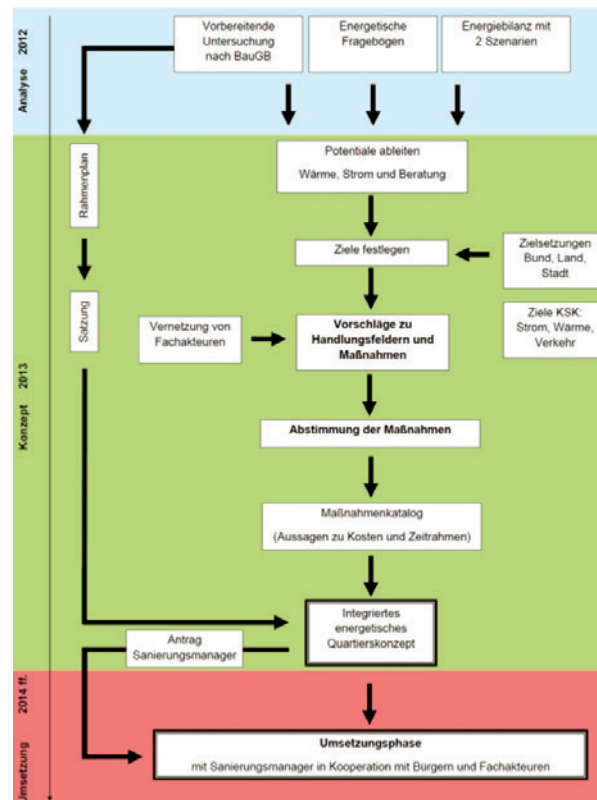 Analyse 2012
Vorbereitende
Untersuchung
nach BauGB
Energetische
Fragebögen
Energiebilanz mit
2 Szenarien
Konzept 2013
Rahmenplan
Satzung
Potentiale ableiten
Wärme, Strom und Beratung
Ziele festlegen
Zielsetzungen
Bund, Land,
Stadt
Ziele KSK:
Strom, Wärme,
Verkehr
Vernetzung von
Fachakteuren
Vorschläge zu
Handlungsfeldern und
Maßnahmen
Abstimmung der Maßnahmen
Maßnahmenkatalog
(Aussagen zu Kosten und Zeitrahmen)
Integriertes
energetisches
Quartierskonzept
Antrag
Sanierungsmanager
Umsetzung 2014 ff.
Umsetzungsphase
mit Sanierungsmanager in Kooperation mit Bürgern und Fachakteuren